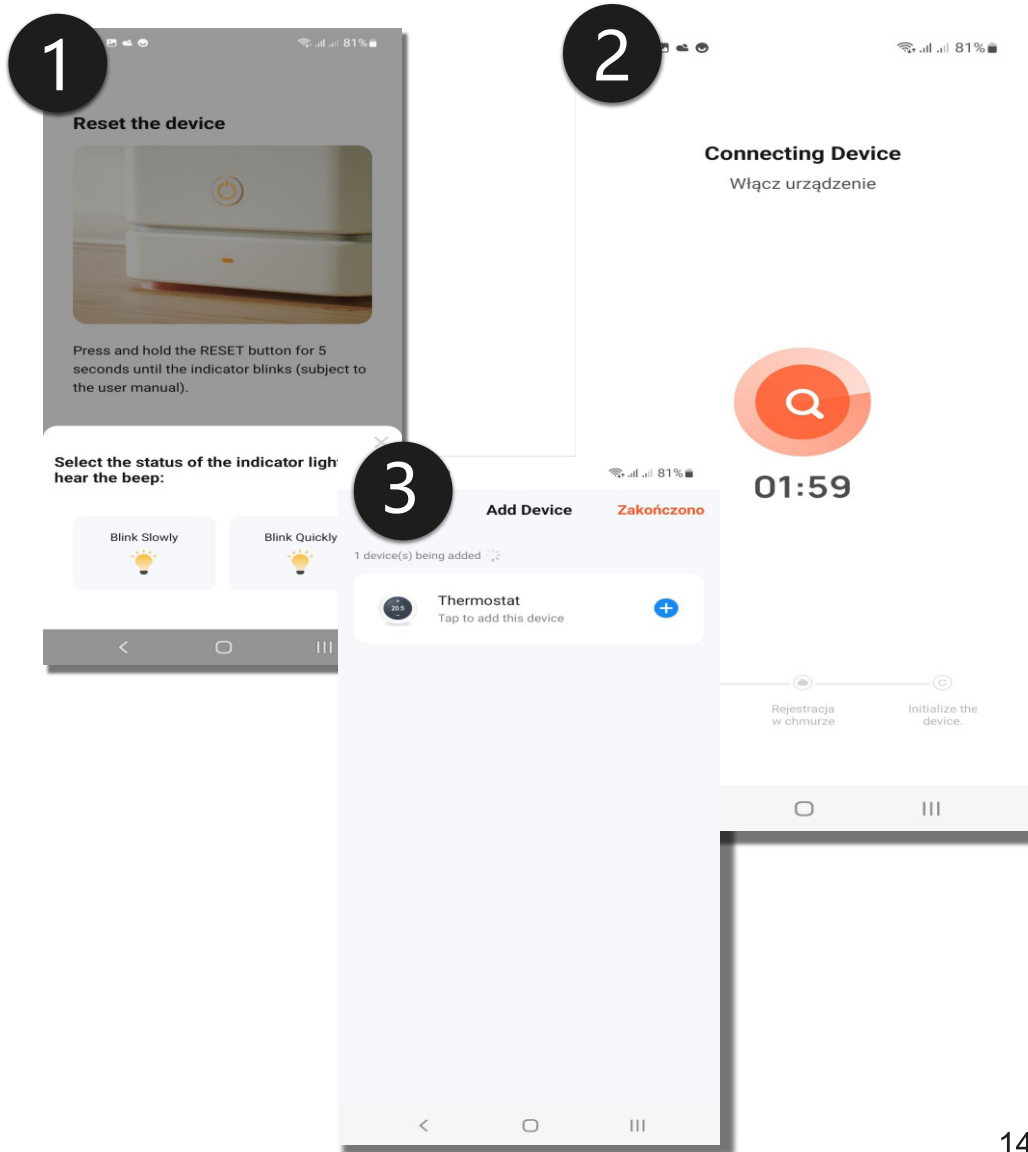 1
81%
Reset the device
Press and hold the RESET button for 5
seconds until the indicator blinks (subject to
the user manual).
Select the status of the indicator light
hear the beep:
Blink Slowly
Blink Quickly
2
81%
Connecting Device
Włącz urządzenie
01:59
Rejestracja
w chmurze
Initialize the
device.
3
81%
Add Device
Zakończono
1 device(s) being added
20.5
Thermostat
Tap to add this device
14